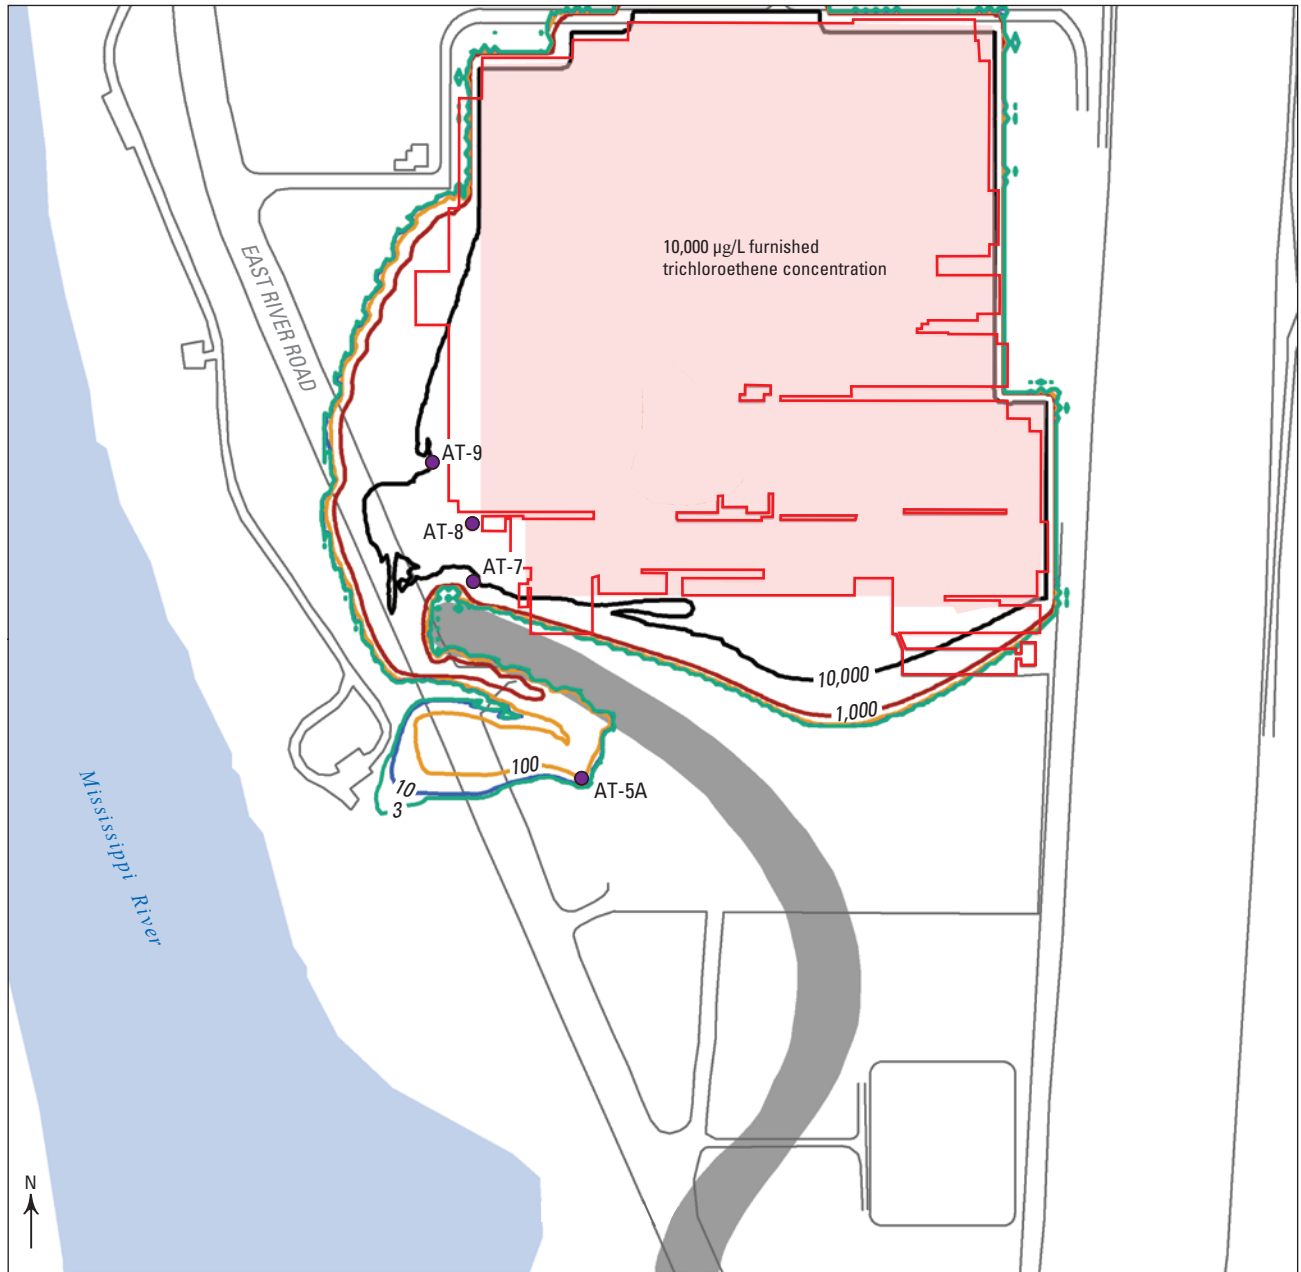 10,000 µg/L furnished
trichloroethene concentration
EAST RIVER ROAD
AT-9
AT-8
AT-7
10,000
1,000
100
10
3
AT-5A
Mississippi River
N